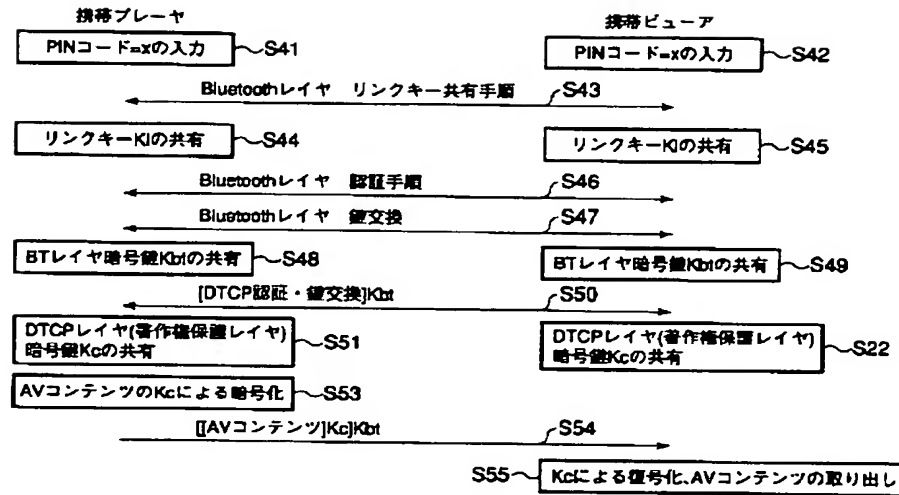 携帯プレーヤ
携帯ビューア
PINコード=xの入力 S41
PINコード=xの入力 S42
Bluetoothレイヤ リンクキー共有手順 S43
リンクキーKlの共有 S44
リンクキーKlの共有 S45
Bluetoothレイヤ 認証手順 S46
Bluetoothレイヤ 鍵交換 S47
BTレイヤ暗号鍵Kbtの共有 S48
BTレイヤ暗号鍵Kbtの共有 S49
[DTCP認証・鍵交換]Kbt S50
DTCPレイヤ(著作権保護レイヤ)
暗号鍵Kcの共有 S51
DTCPレイヤ(著作権保護レイヤ)
暗号鍵Kcの共有 S22
AVコンテンツのKcによる暗号化 S53
[[AVコンテンツ]Kc]Kbt S54
S55 Kcによる復号化、AVコンテンツの取り出し